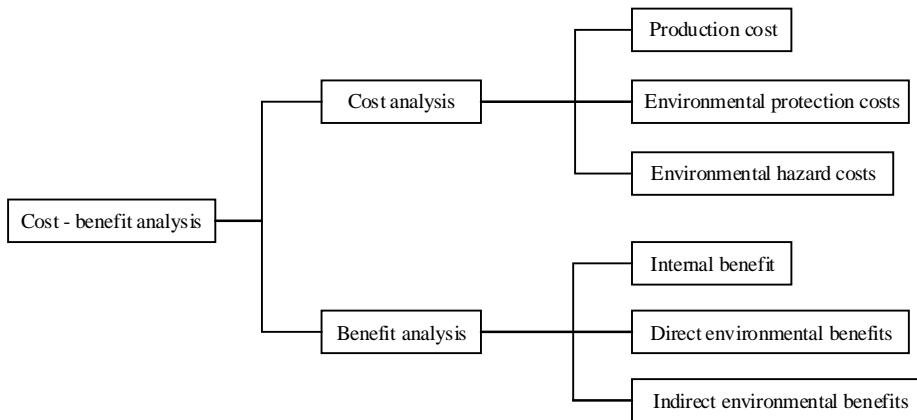 Production cost
Cost analysis
Environmental protection costs
Environmental hazard costs
Cost - benefit analysis
Internal benefit
Benefit analysis
Direct environmental benefits
Indirect environmental benefits